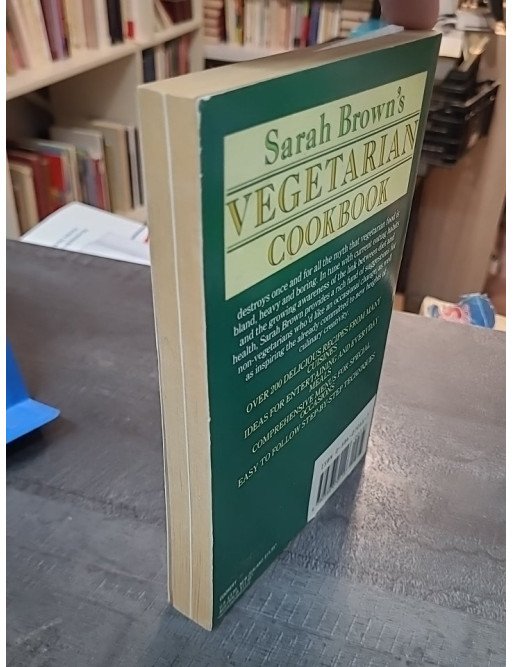 Sarah Brown's
VEGETARIAN
COOKBOOK
destroys once and for all the myth that vegetarian food is
bland, heavy and boring. In tune with current eating habits
and the growing awareness of the link between diet and
health, Sarah Brown provides a rich fund of suggestions for
non-vegetarians who'd like an occasional change as well
as inspiring the already committed to new heights of
culinary creativity.
OVER 200 DELICIOUS RECIPES FROM MANY
CUISINES
IDEAS FOR ENTERTAINING AND EVERYDAY
MEALS
COMPREHENSIVE MENUS FOR SPECIAL
OCCASIONS
EASY TO FOLLOW STEP-BY-STEP TECHNIQUES